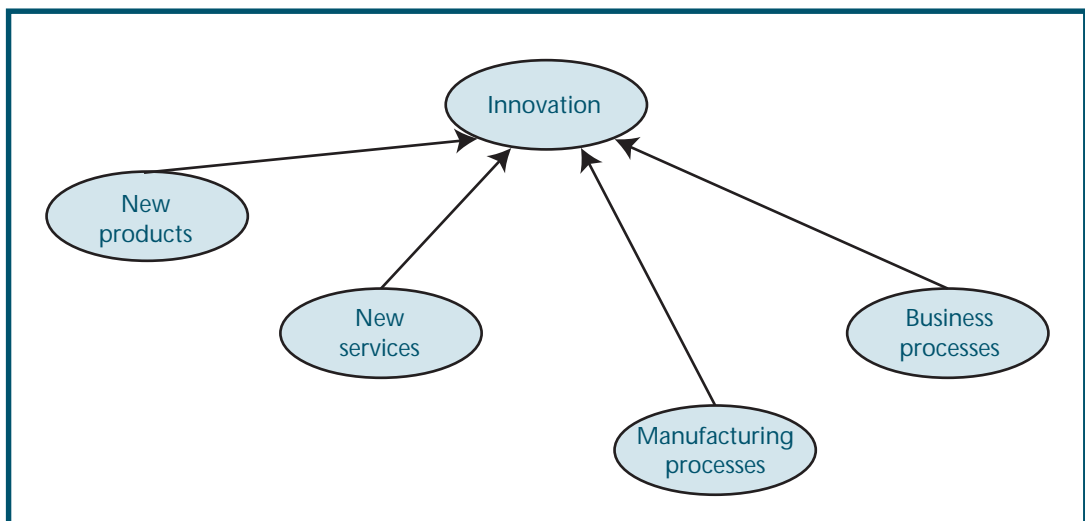 Innovation
New
products
New
services
Business
processes
Manufacturing
processes